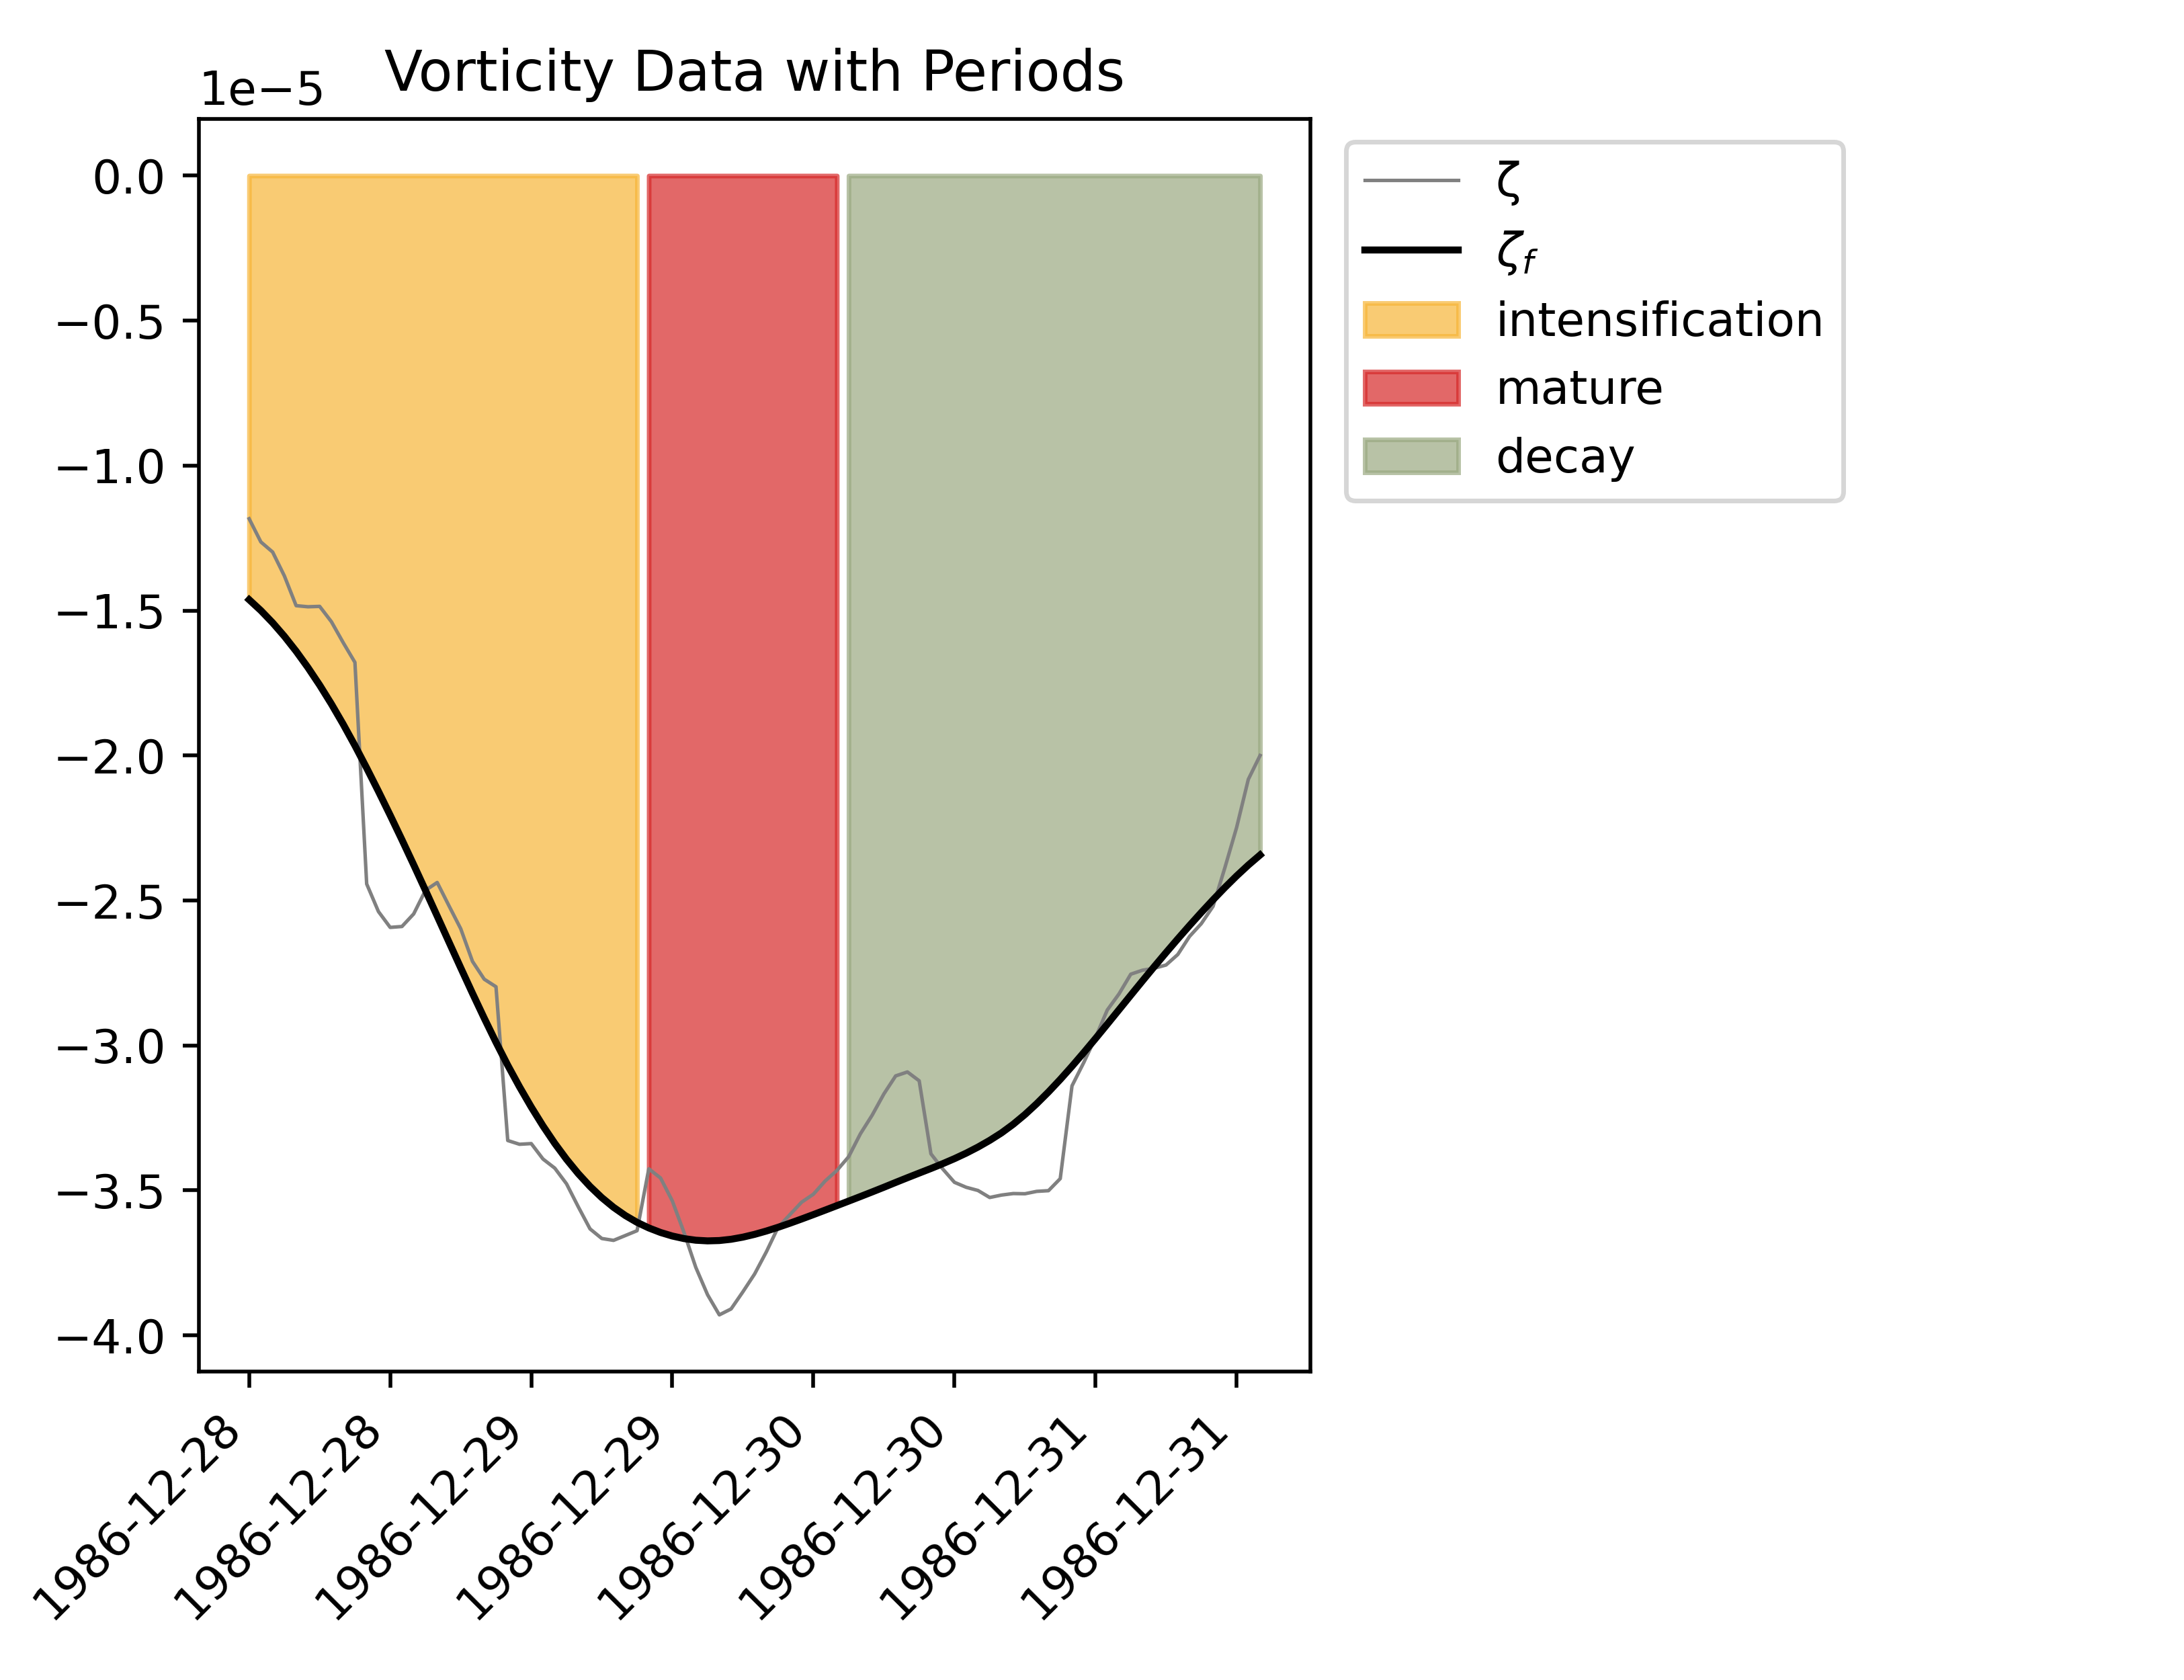 Vorticity Data with Periods
1e−5
0.0
−0.5
−1.0
−1.5
−2.0
−2.5
−3.0
−3.5
−4.0
1986-12-28
1986-12-28
1986-12-29
1986-12-29
1986-12-30
1986-12-30
1986-12-31
1986-12-31
ζ
ζf
intensification
mature
decay